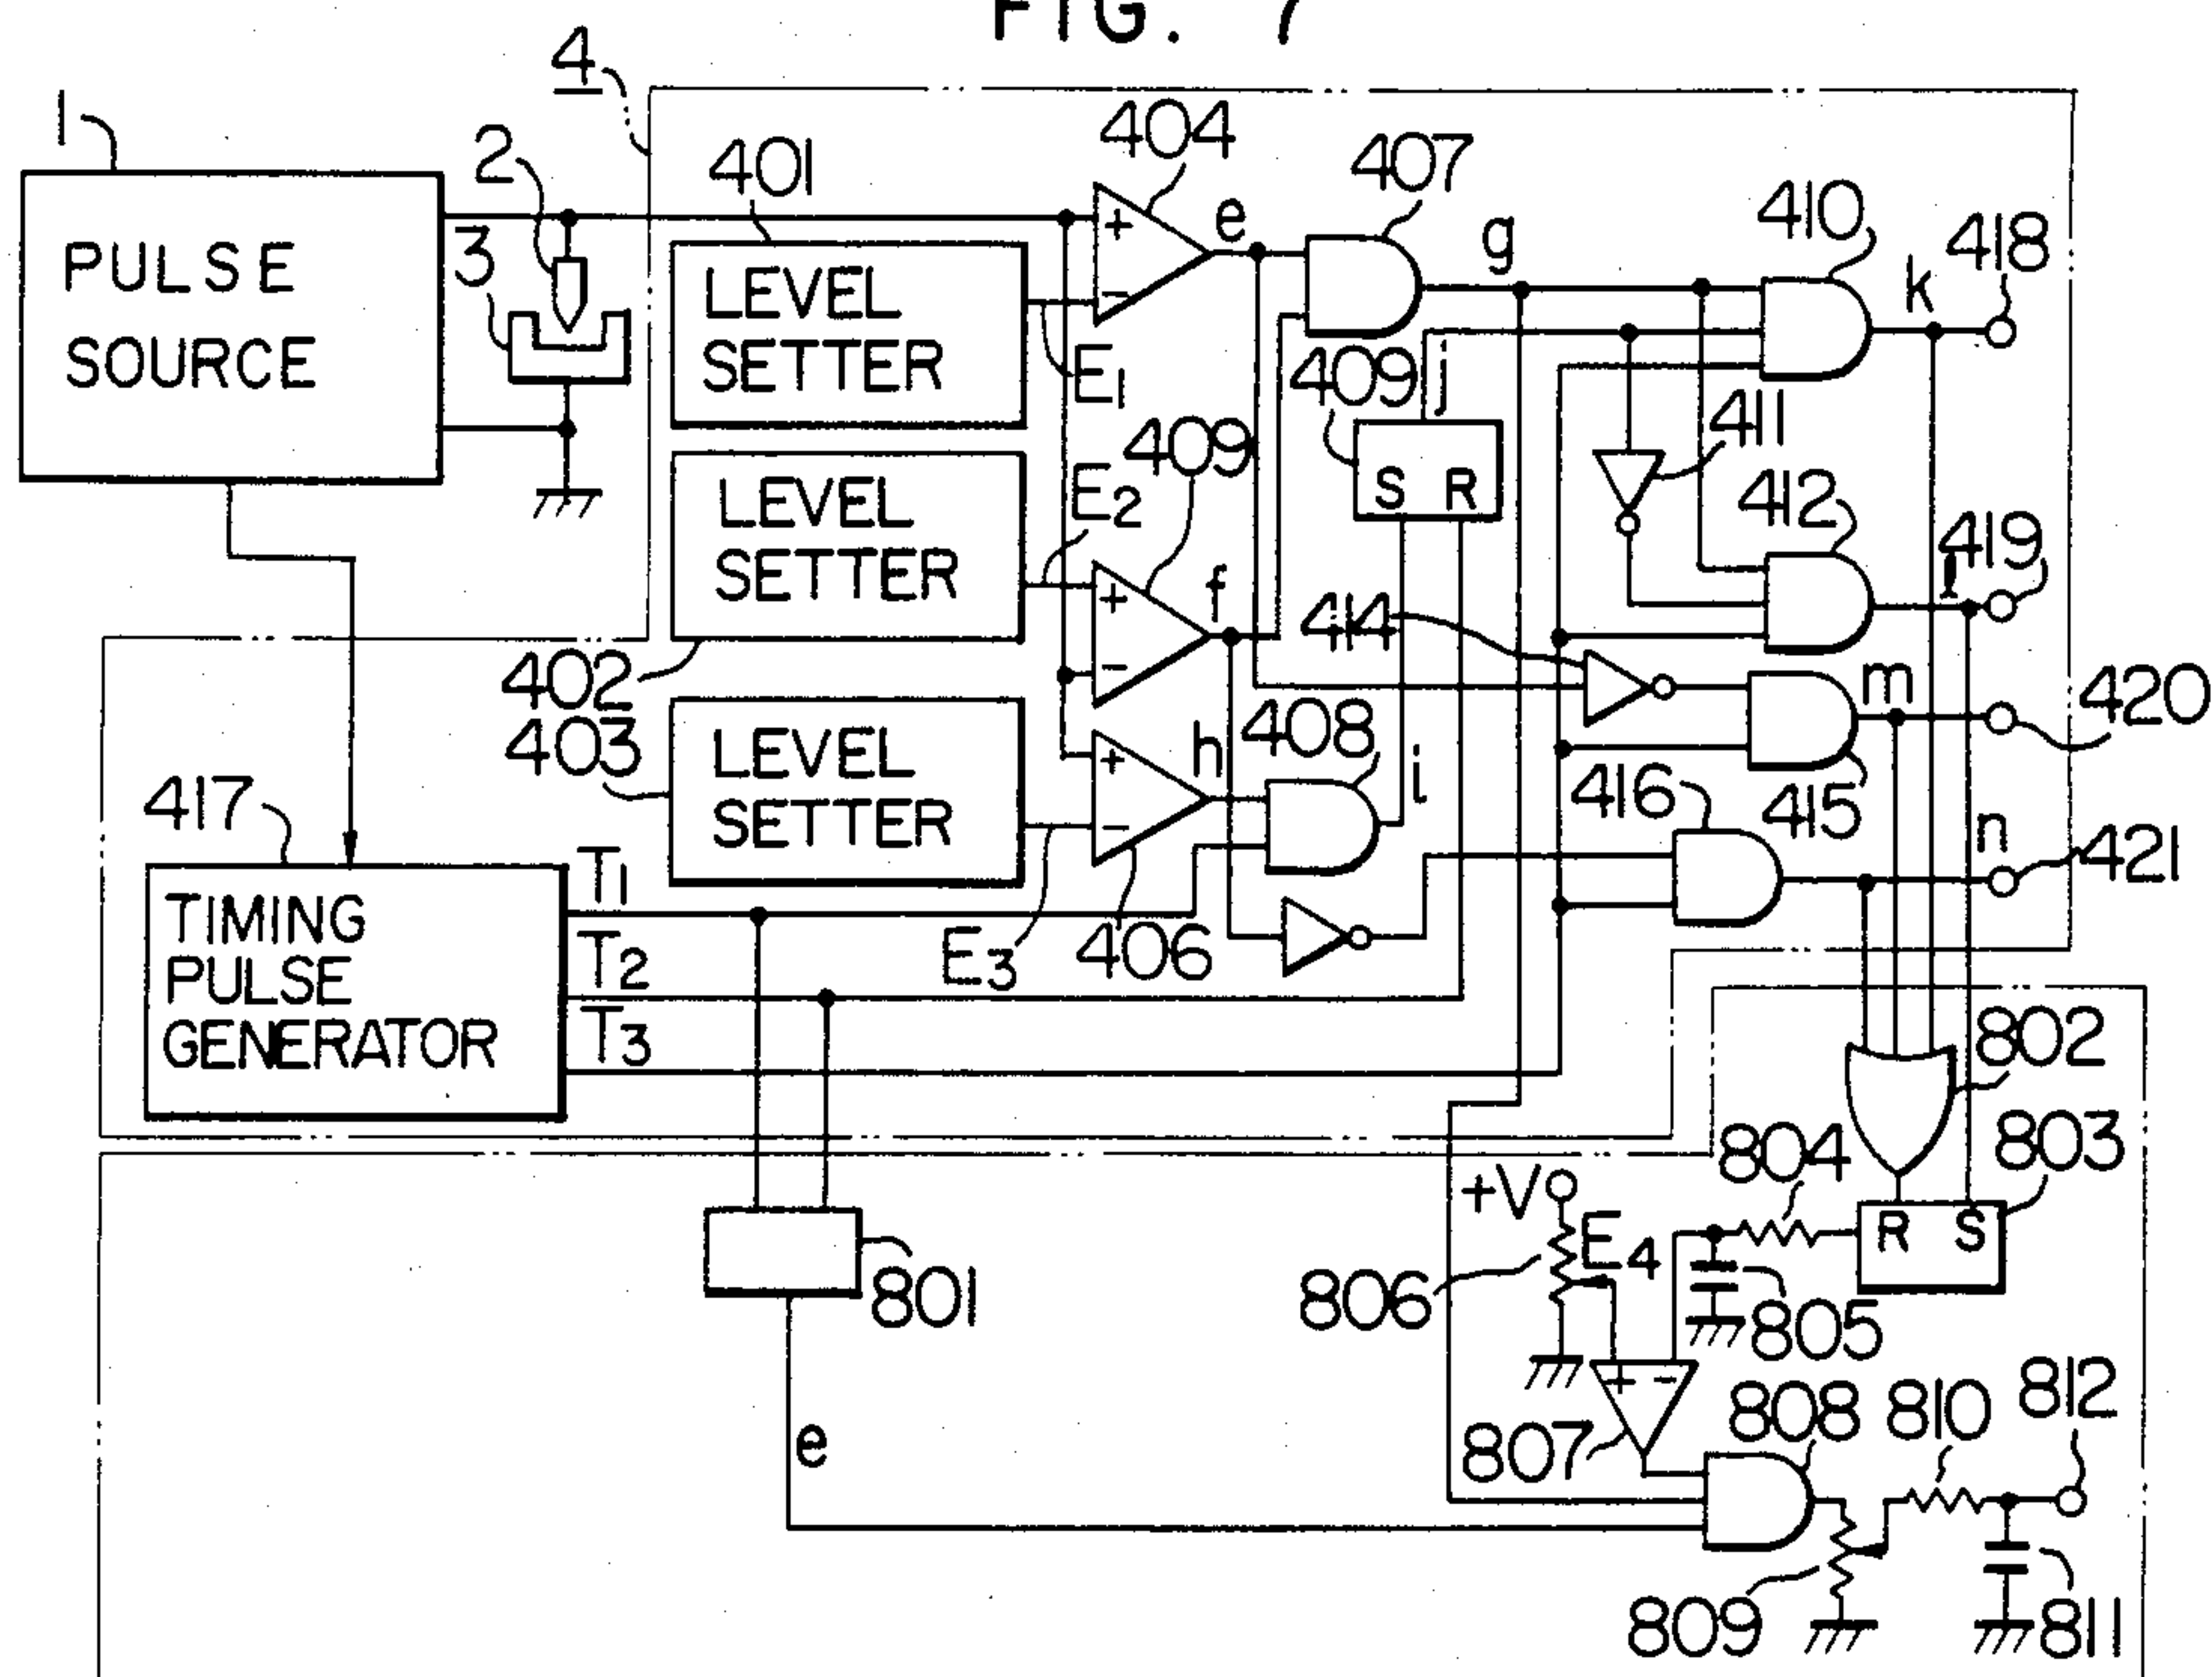 FIG. 7
4
1
2
3
PULSE
SOURCE
401
LEVEL
SETTER
E1
404
+
−
e
407
g
410
k
418
409
j
S R
411
412
l
419
LEVEL
SETTER
402
E2
409
+
−
f
414
m
420
415
403
LEVEL
SETTER
E3
+
−
406
h
408
i
416
n
421
417
TIMING
PULSE
GENERATOR
T1
T2
T3
802
803
R S
804
805
+V
E4
806
+ −
807
801
e
808
809
810
811
812